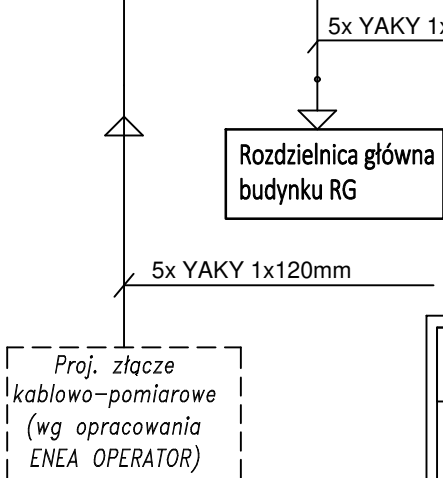 5x YAKY 1x
Rozdzielnica główna
budynku RG
5x YAKY 1x120mm
Proj. złącze
kablowo-pomiarowe
(wg opracowania
ENEA OPERATOR)